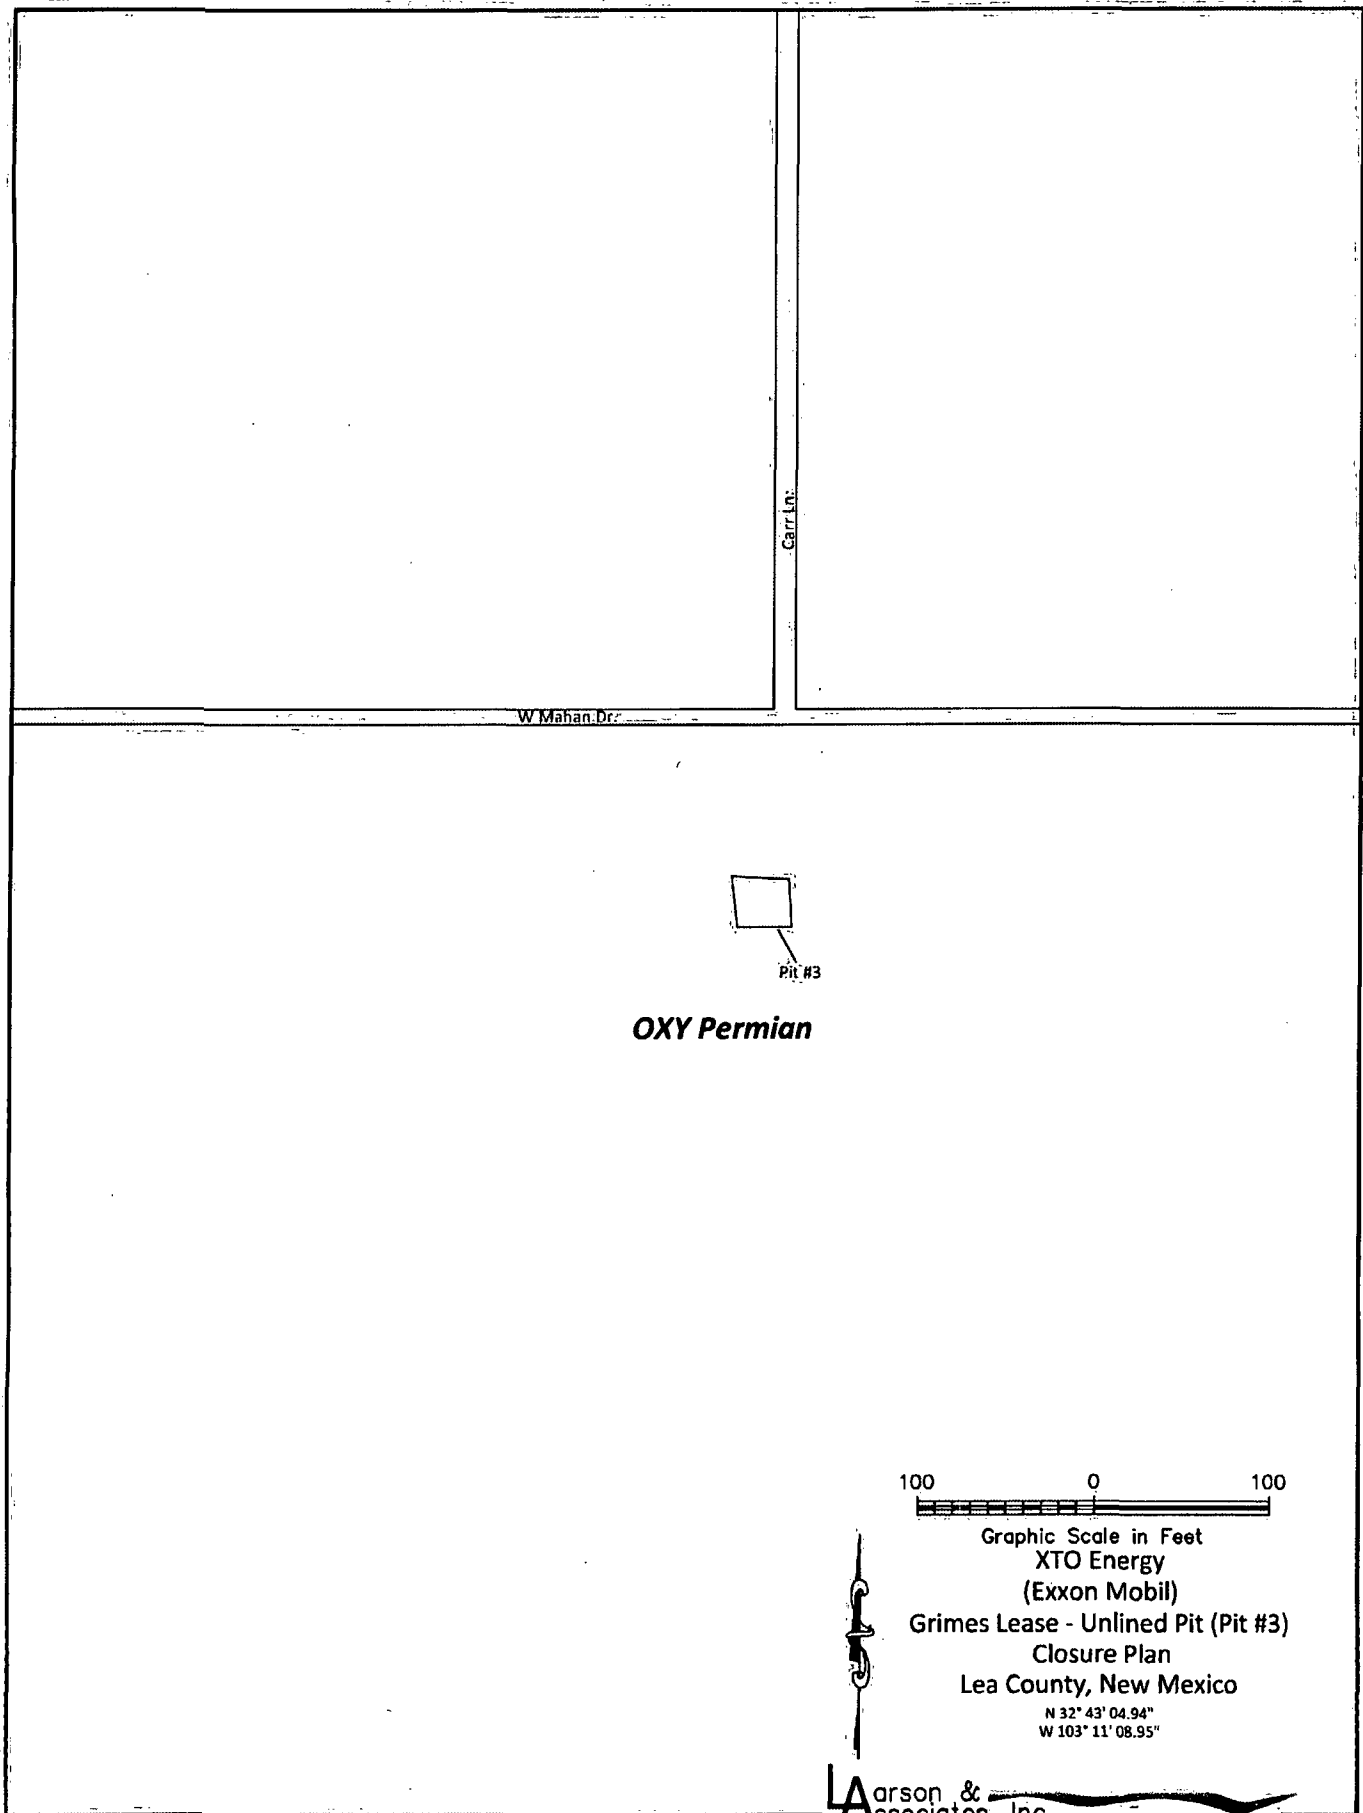 Carr Ln:
W Mahan Dr:
Pit #3
OXY Permian
100 0 100
Graphic Scale in Feet
XTO Energy
(Exxon Mobil)
Grimes Lease - Unlined Pit (Pit #3)
Closure Plan
Lea County, New Mexico
N 32° 43' 04.94"
W 103° 11' 08.95"
Larson &
Associates, Inc.